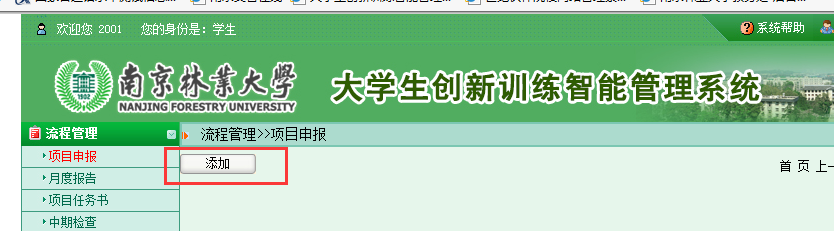 欢迎您 2001 您的身份是：学生
系统帮助
南京林业大學
NANJING FORESTRY UNIVERSITY
1902
大学生创新训练智能管理系统
流程管理
流程管理>>项目申报
项目申报
添加
首 页 上一
月度报告
项目任务书
中期检查